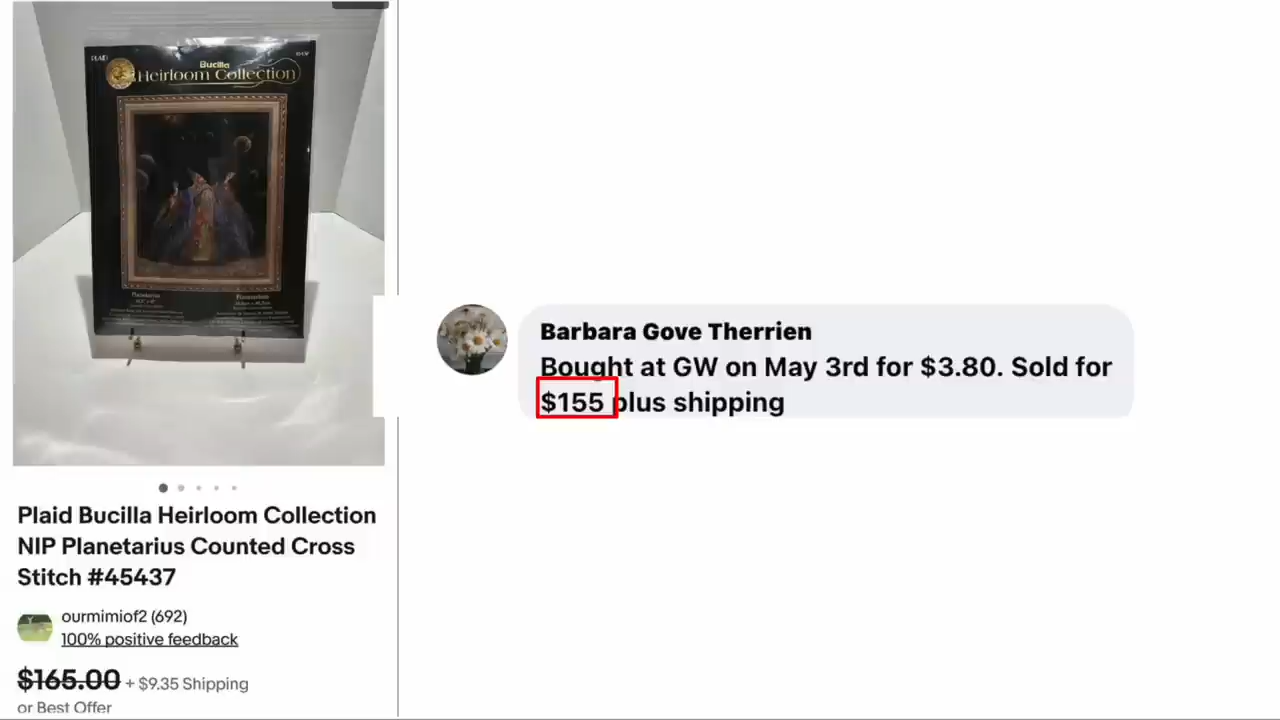 PLAID
Bucilla
Heirloom Collection
Planetarius
Plaid Bucilla Heirloom Collection
NIP Planetarius Counted Cross
Stitch #45437
ourmimiof2 (692)
100% positive feedback
$165.00 + $9.35 Shipping
or Best Offer
Barbara Gove Therrien
Bought at GW on May 3rd for $3.80. Sold for
$155 plus shipping